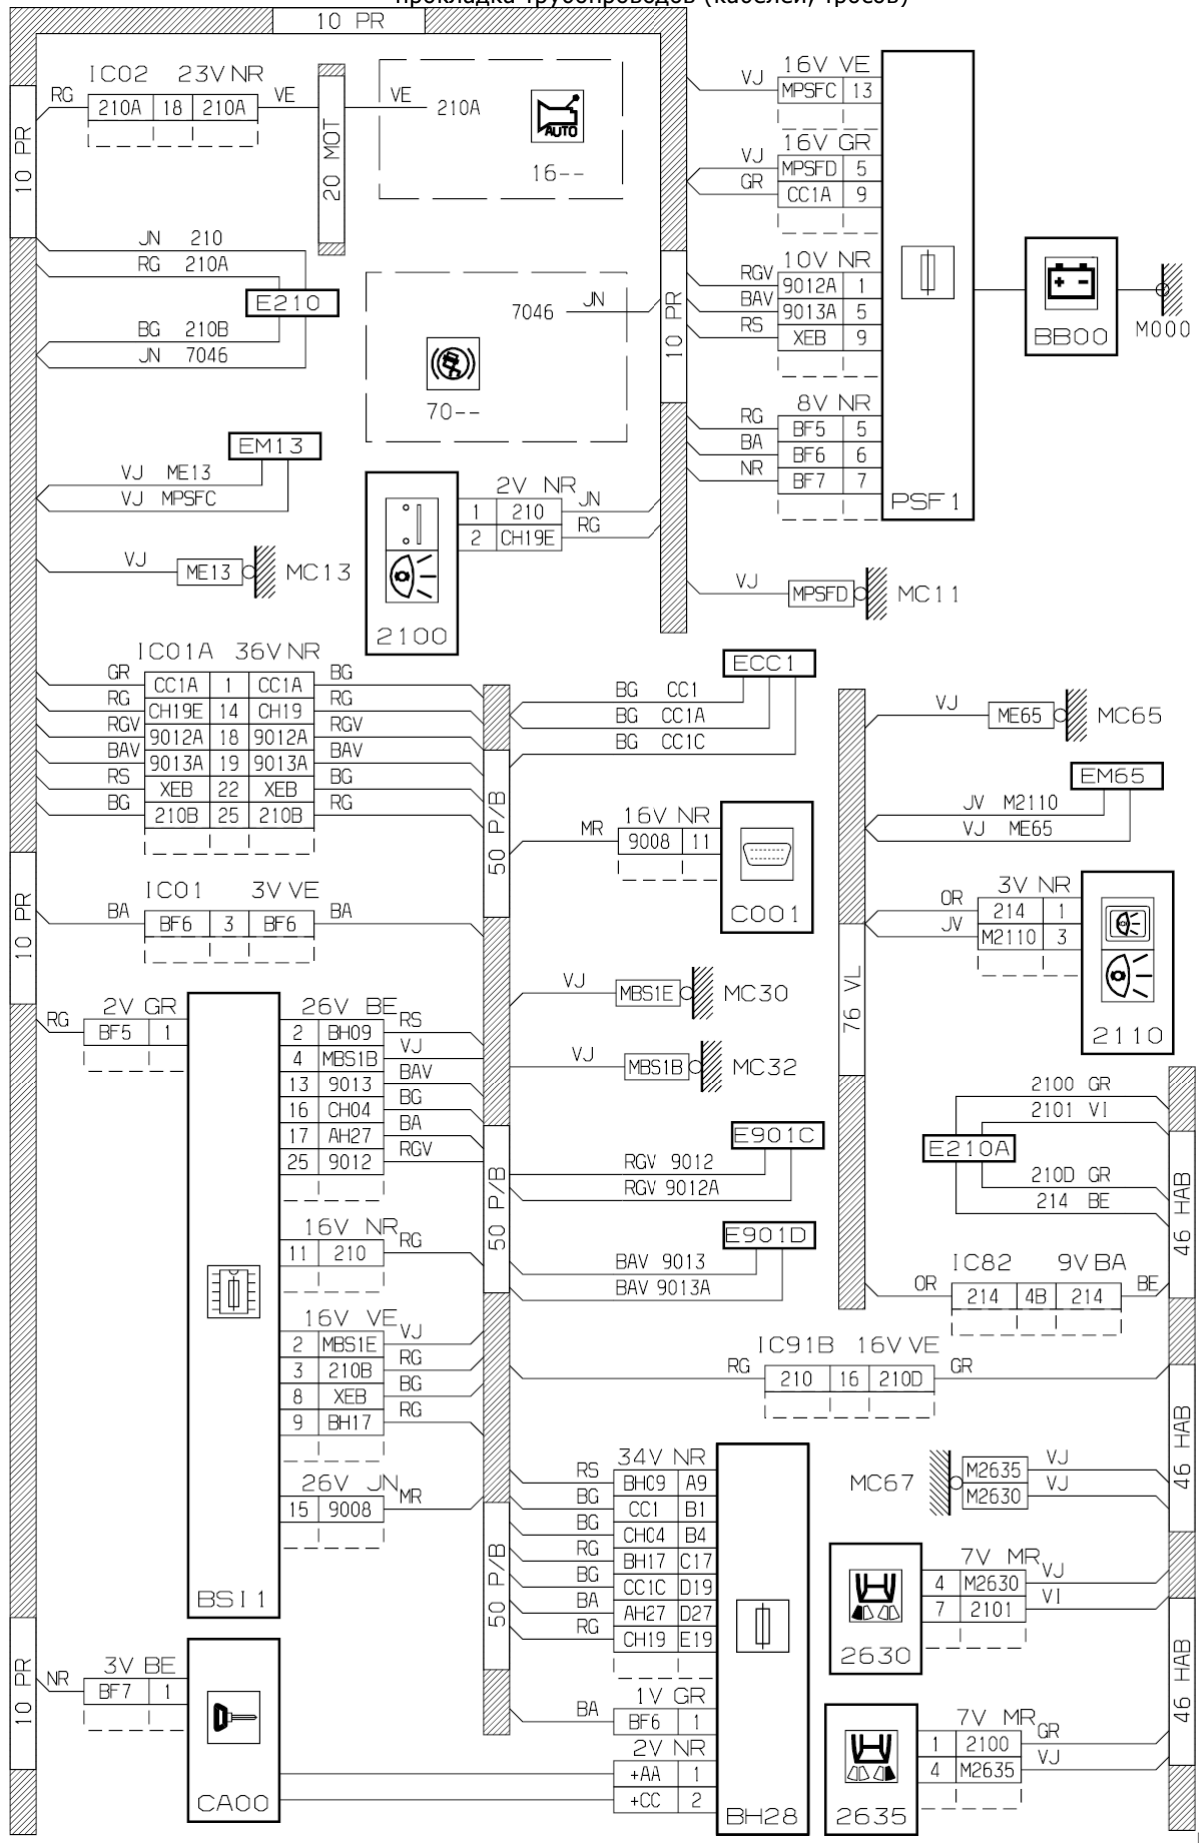 прокладка трубопроводов (кабелей, тросов)
10 PR
IC02 23V NR
RG 210A 18 210A VE
20 MOT
VE 210A
AUTO
16--
10 PR
JN 210
RG 210A
E210
BG 210B
JN 7046
7046 JN
70--
10 PR
VJ 16V VE
MPSFC 13
16V GR
VJ MPSFD 5
GR CC1A 9
10V NR
RGV 9012A 1
BAV 9013A 5
RS XEB 9
8V NR
RG BF5 5
BA BF6 6
NR BF7 7
PSF1
BB00
M000
EM13
VJ ME13
VJ MPSFC
VJ ME13 MC13
2V NR
1 210 JN
2 CH19E RG
2100
VJ MPSFD MC11
IC01A 36V NR
GR CC1A 1 CC1A BG
RG CH19E 14 CH19 RG
RGV 9012A 18 9012A RGV
BAV 9013A 19 9013A BAV
RS XEB 22 XEB BG
BG 210B 25 210B RG
50 P/B
ECC1
BG CC1
BG CC1A
BG CC1C
16V NR
MR 9008 11
C001
VJ ME65 MC65
EM65
JV M2110
VJ ME65
3V NR
OR 214 1
JV M2110 3
2110
76 VL
10 PR
IC01 3V VE
BA BF6 3 BF6 BA
VJ MBS1E MC30
VJ MBS1B MC32
2V GR
RG BF5 1
26V BE
2 BH09 RS
4 MBS1B VJ
13 9013 BAV
16 CH04 BG
17 AH27 BA
25 9012 RGV
16V NR
11 210 RG
16V VE
2 MBS1E VJ
3 210B RG
8 XEB BG
9 BH17 RG
26V JN
15 9008 MR
BSI1
50 P/B
E901C
RGV 9012
RGV 9012A
E901D
BAV 9013
BAV 9013A
2100 GR
2101 VI
E210A
210D GR
214 BE
46 HAB
IC82 9V BA
OR 214 4B 214 BE
IC91B 16V VE
RG 210 16 210D GR
46 HAB
MC67
M2635 VJ
M2630 VJ
50 P/B
34V NR
RS BHC9 A9
BG CC1 B1
BG CHC4 B4
RG BH17 C17
BG CC1C D19
BA AH27 D27
RG CH19 E19
1V GR
BA BF6 1
2V NR
+AA 1
+CC 2
BH28
7V MR
4 M2630 VJ
7 2101 VI
2630
46 HAB
7V MR
1 2100 GR
4 M2635 VJ
2635
10 PR
3V BE
NR BF7 1
CA00